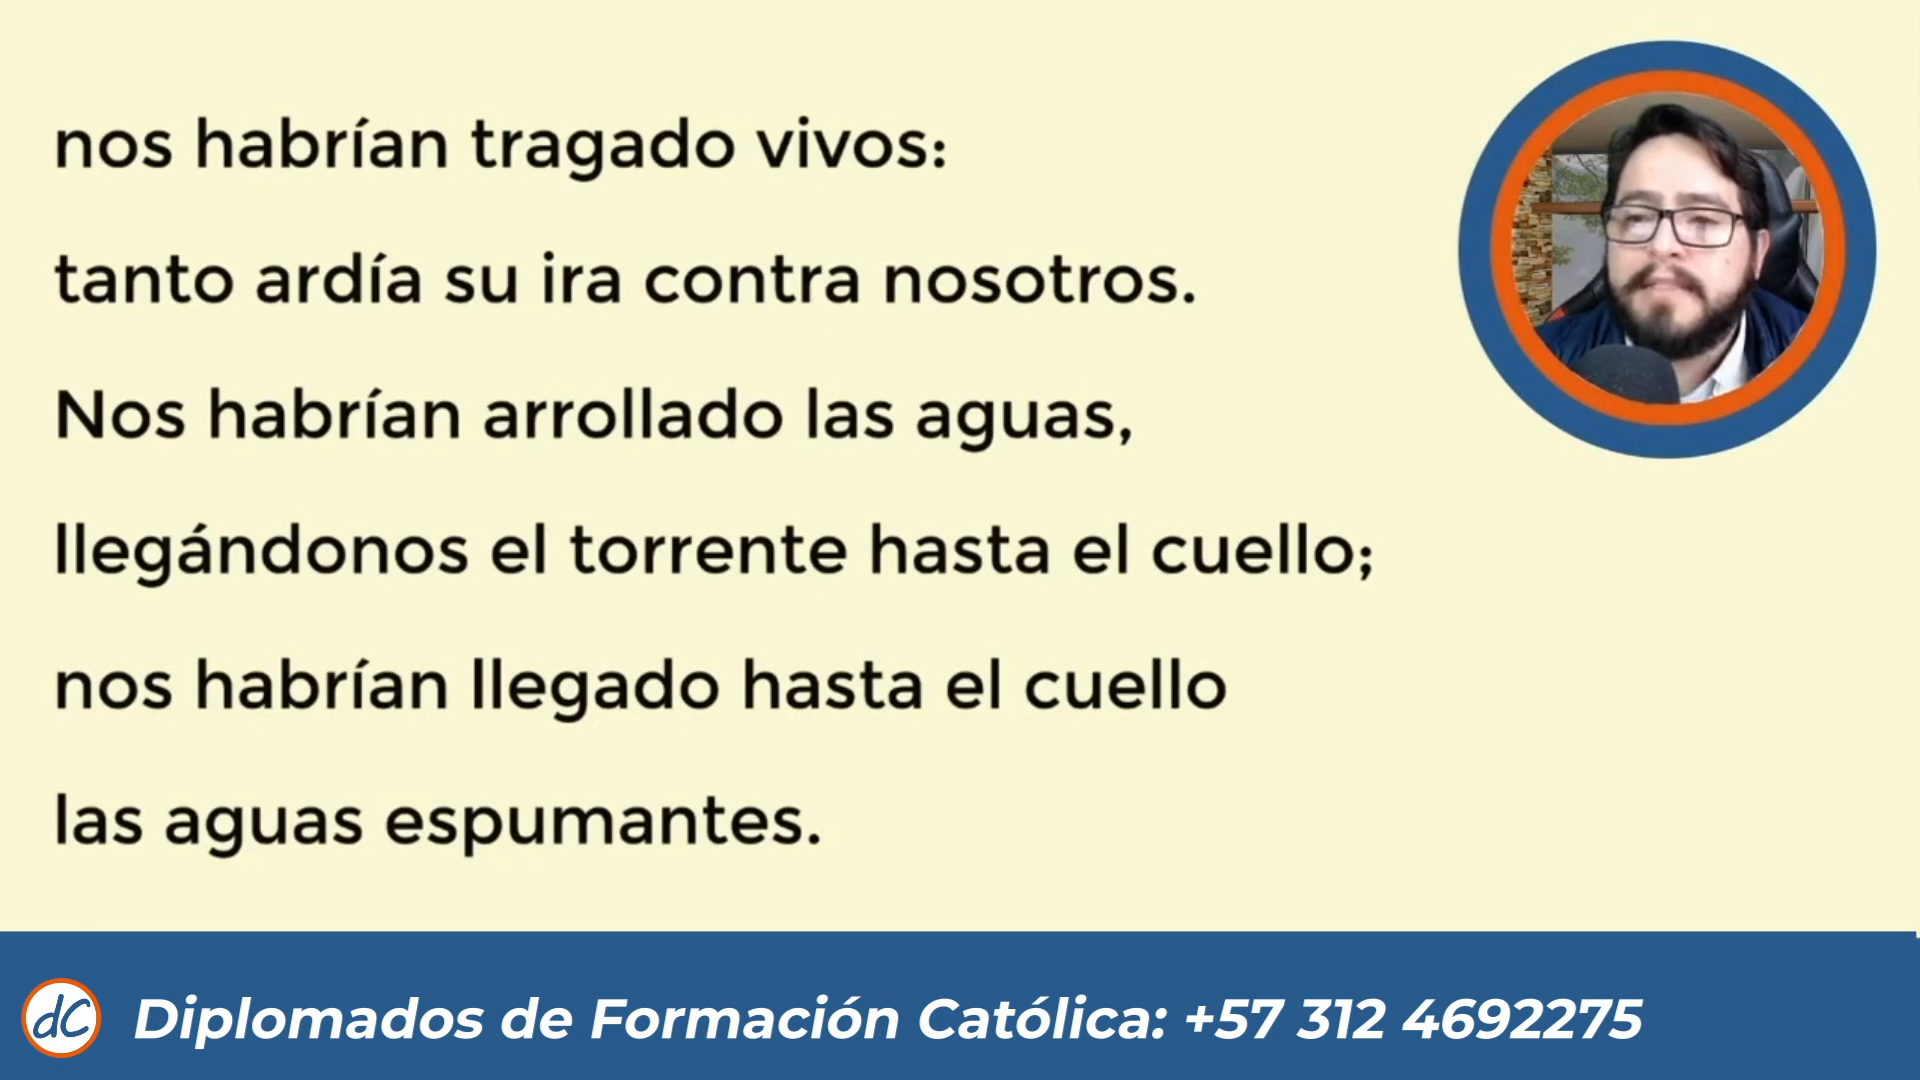 nos habrían tragado vivos:
tanto ardía su ira contra nosotros.
Nos habrían arrollado las aguas,
llegándonos el torrente hasta el cuello;
nos habrían llegado hasta el cuello
las aguas espumantes.
dC Diplomados de Formación Católica: +57 312 4692275